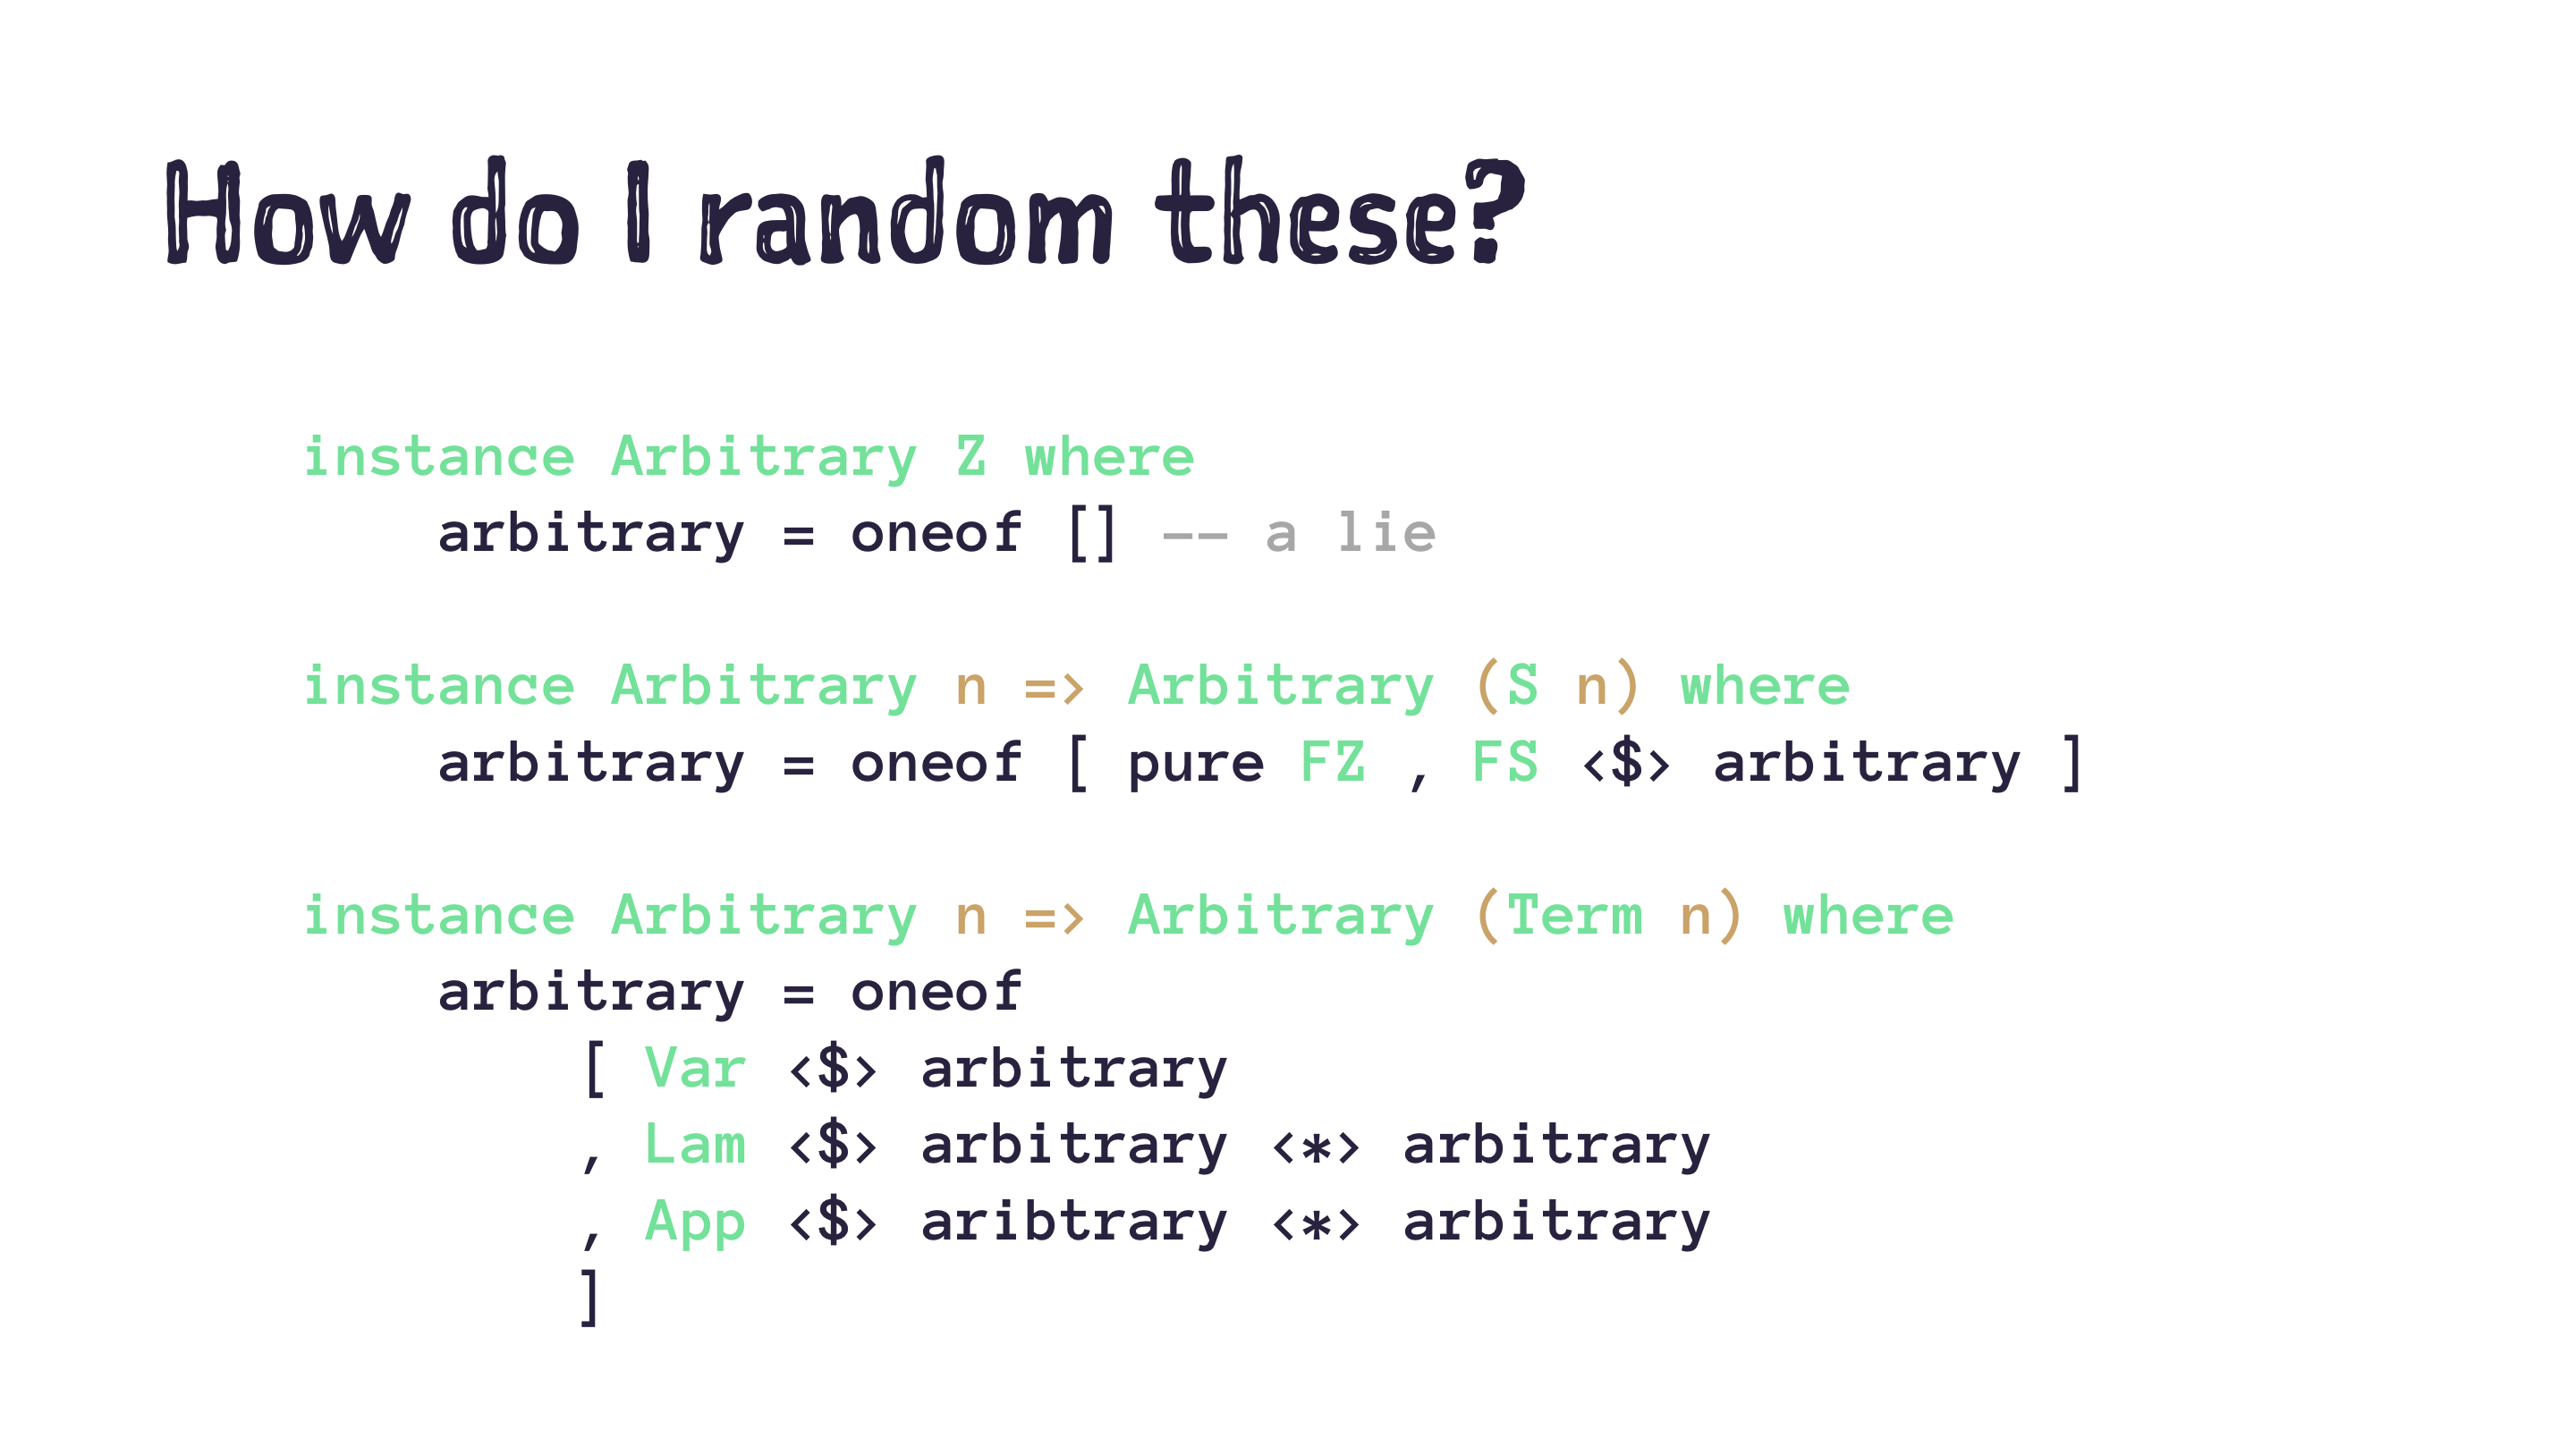 How do I random these?
instance Arbitrary Z where
    arbitrary = oneof [] -- a lie
instance Arbitrary n => Arbitrary (S n) where
    arbitrary = oneof [ pure FZ , FS <$> arbitrary ]
instance Arbitrary n => Arbitrary (Term n) where
    arbitrary = oneof
        [ Var <$> arbitrary
        , Lam <$> arbitrary <*> arbitrary
        , App <$> aribtrary <*> arbitrary
        ]